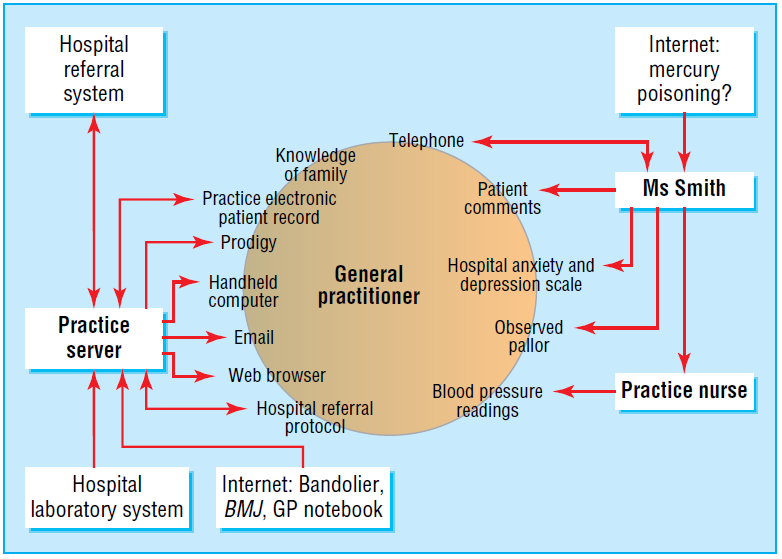 Hospital
referral
system
Internet:
mercury
poisoning?
Telephone
Knowledge
of family
Practice electronic
patient record
Prodigy
Handheld
computer
Email
Web browser
Hospital referral
protocol
General
practitioner
Patient
comments
Hospital anxiety and
depression scale
Observed
pallor
Blood pressure
readings
Ms Smith
Practice nurse
Practice
server
Hospital
laboratory system
Internet: Bandolier,
BMJ, GP notebook